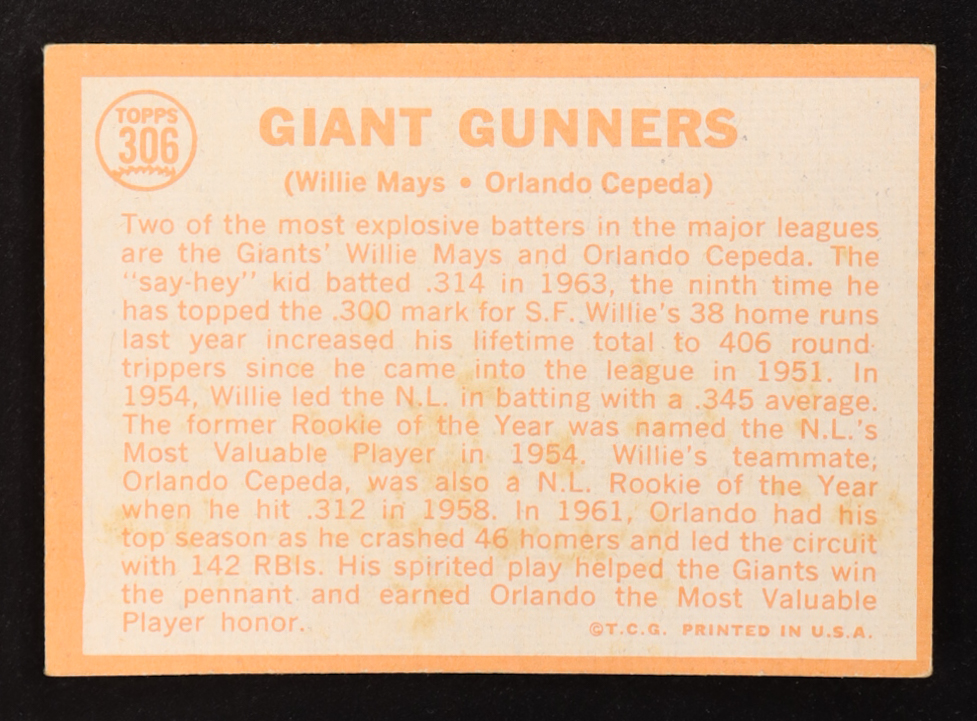 TOPPS
306
GIANT GUNNERS
(Willie Mays • Orlando Cepeda)
Two of the most explosive batters in the major leagues
are the Giants' Willie Mays and Orlando Cepeda. The
"say-hey" kid batted .314 in 1963, the ninth time he
has topped the .300 mark for S.F. Willie's 38 home runs
last year increased his lifetime total to 406 round
trippers since he came into the league in 1951. In
1954, Willie led the N.L. in batting with a .345 average.
The former Rookie of the Year was named the N.L.'s
Most Valuable Player in 1954. Willie's teammate,
Orlando Cepeda, was also a N.L. Rookie of the Year
when he hit .312 in 1958. In 1961, Orlando had his
top season as he crashed 46 homers and led the circuit
with 142 RBIs. His spirited play helped the Giants win
the pennant and earned Orlando the Most Valuable
Player honor.
©T.C.G. PRINTED IN U.S.A.